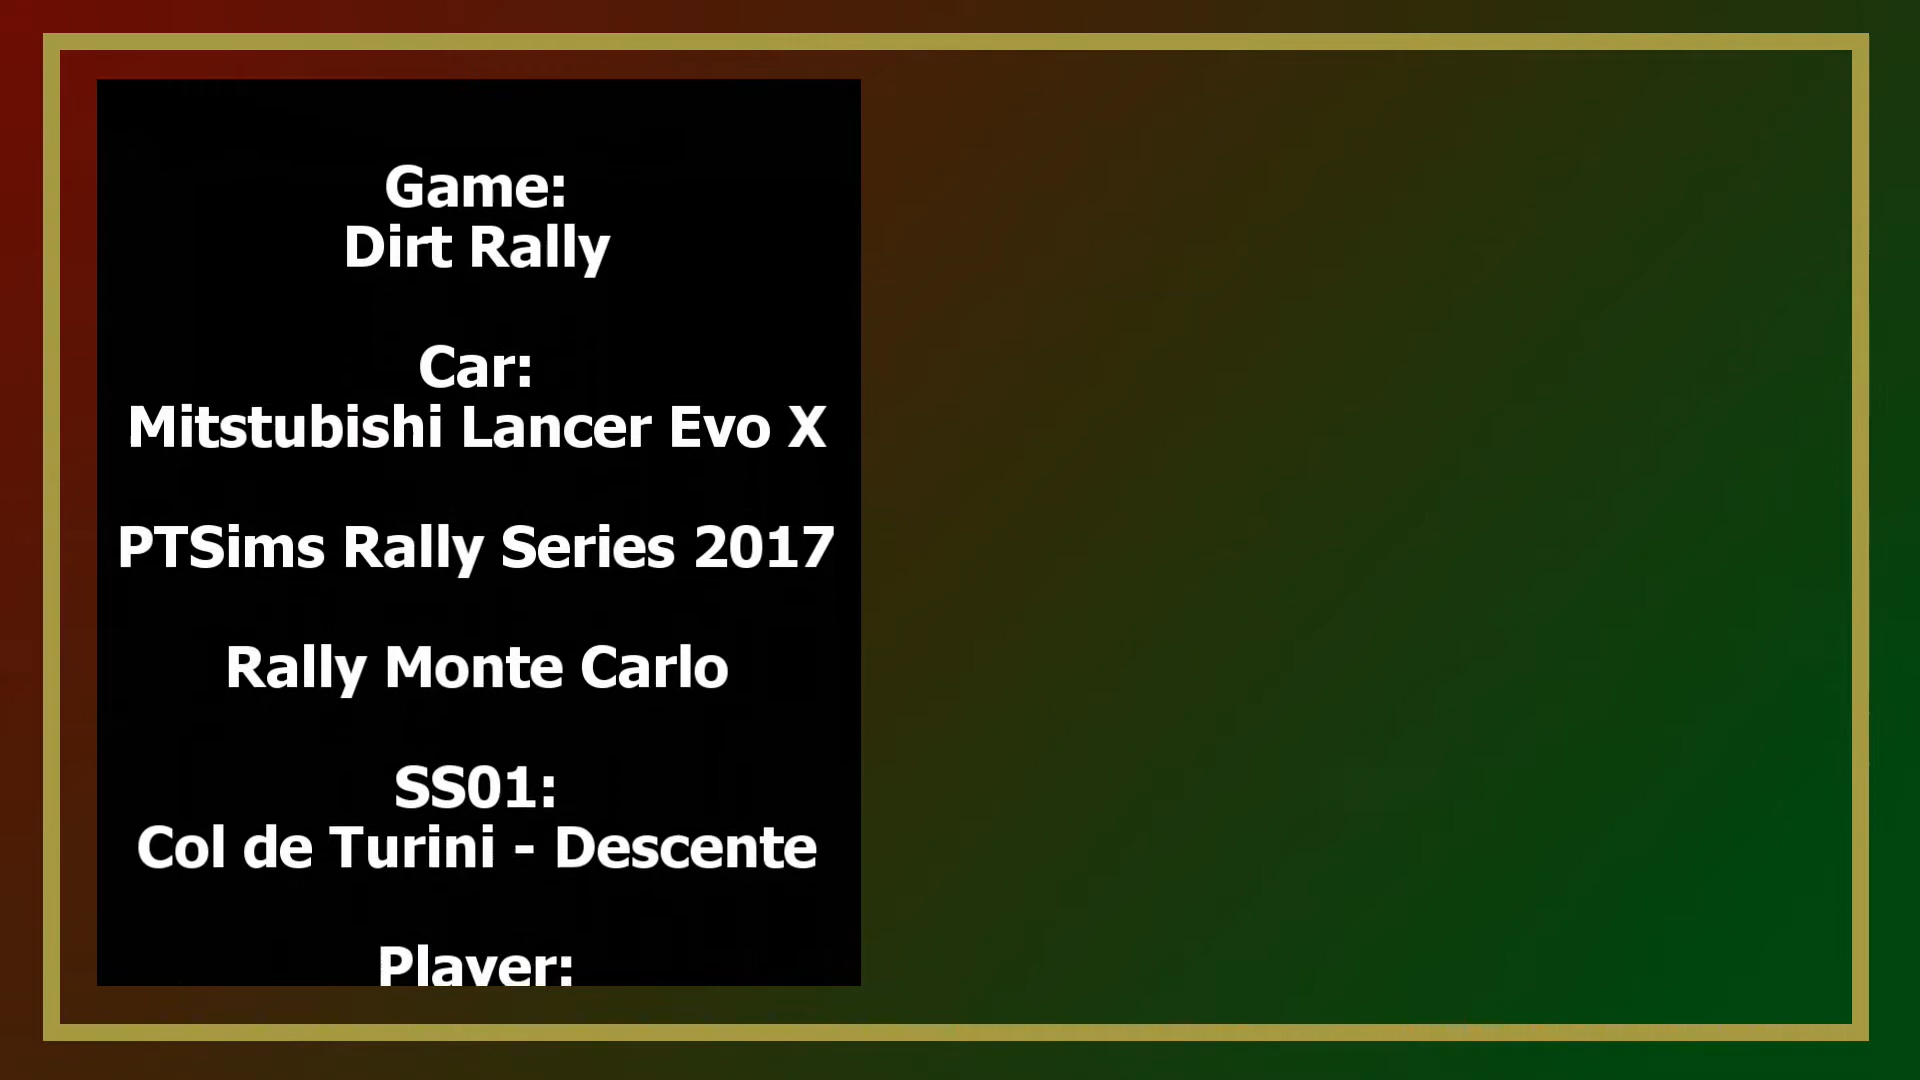 Game:
Dirt Rally
Car:
Mitstubishi Lancer Evo X
PTSims Rally Series 2017
Rally Monte Carlo
SS01:
Col de Turini - Descente
Player: